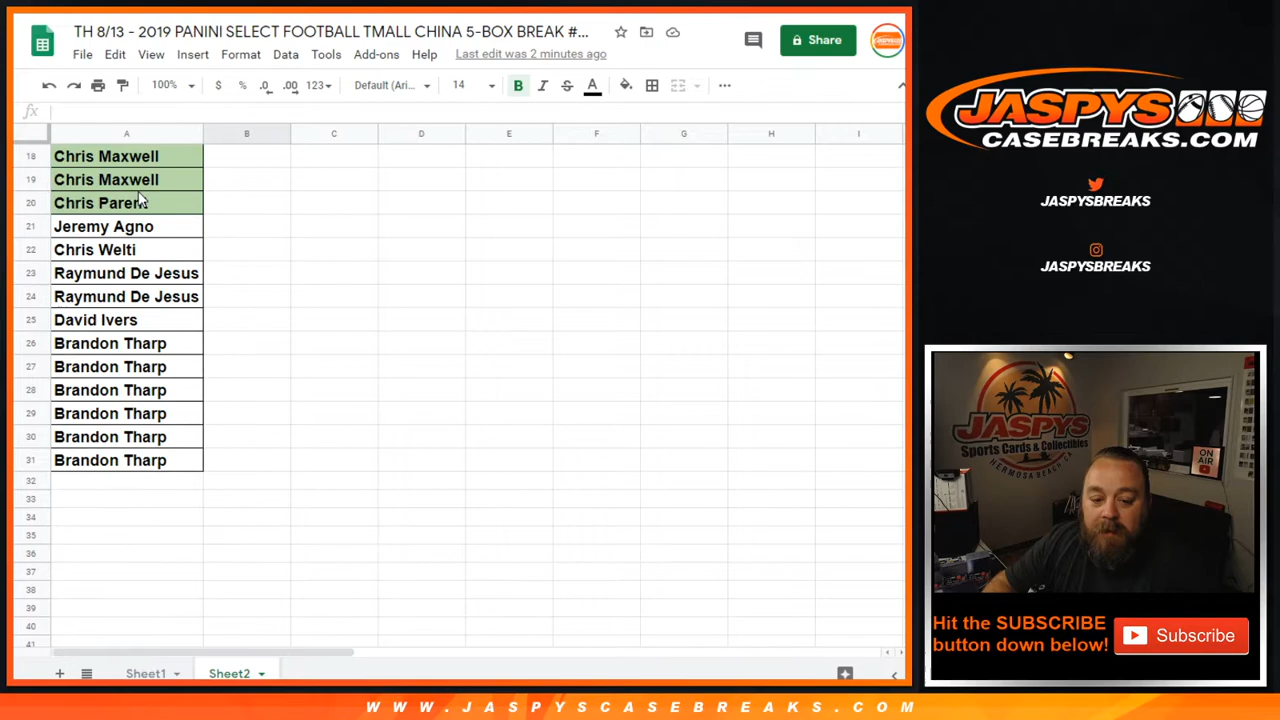 TH 8/13 - 2019 PANINI SELECT FOOTBALL TMALL CHINA 5-BOX BREAK #...
File Edit View Insert Format Data Tools Add-ons Help Last edit was 2 minutes ago
Share
100% $ % .0 .00 123 Default (Ari... 14 B I S A
fx
A B C D E F G H I
18 Chris Maxwell
19 Chris Maxwell
20 Chris
21 Jeremy Agno
22 Chris Welti
23 Raymund De Jesus
24 Raymund De Jesus
25 David Ivers
26 Brandon Tharp
27 Brandon Tharp
28 Brandon Tharp
29 Brandon Tharp
30 Brandon Tharp
31 Brandon Tharp
32
33
34
35
36
37
38
39
40
41
Sheet1 Sheet2
JASPYS
CASEBREAKS.COM
JASPYSBREAKS
JASPYSBREAKS
JASPYS
Sports Cards & Collectibles
HERMOSA BEACH CA
ON AIR
Hit the SUBSCRIBE
button down below!
Subscribe
WWW.JASPYSCASEBREAKS.COM